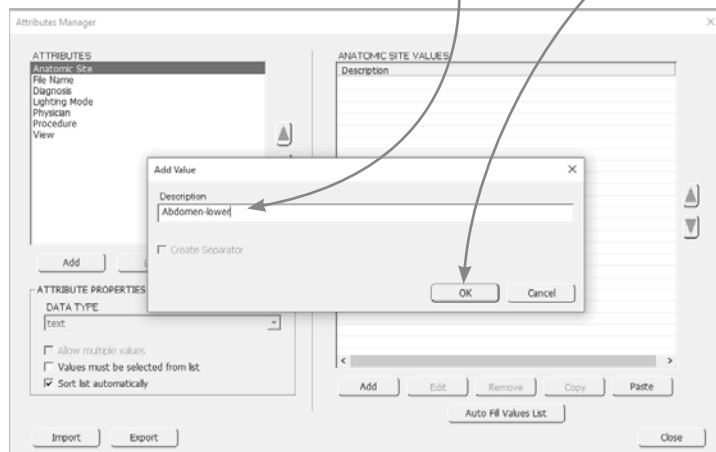 Attributes Manager
ATTRIBUTES
Anatomic Site
File Name
Diagnosis
Lighting Mode
Physician
Procedure
View
Add
ATTRIBUTE PROPERTIES
DATA TYPE
text
Allow multiple values
Values must be selected from list
Sort list automatically
Import
Export
ANATOMIC SITE VALUES
Description
Add
Edit
Remove
Copy
Paste
Auto Fill Values List
Close
Add Value
Description
Abdomen-lower
Create Separator
OK
Cancel